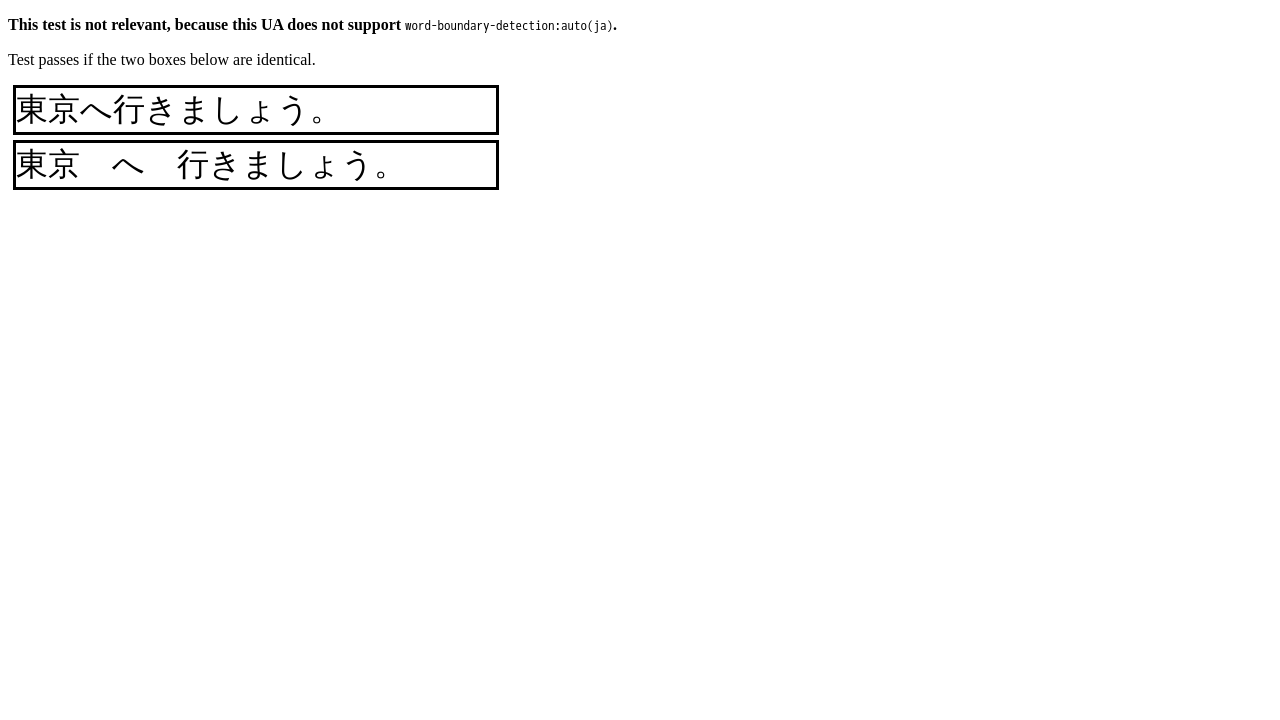 This test is not relevant, because this UA does not support word-boundary-detection:auto(ja).
Test passes if the two boxes below are identical.
東京へ行きましょう。
東京　へ　行きましょう。